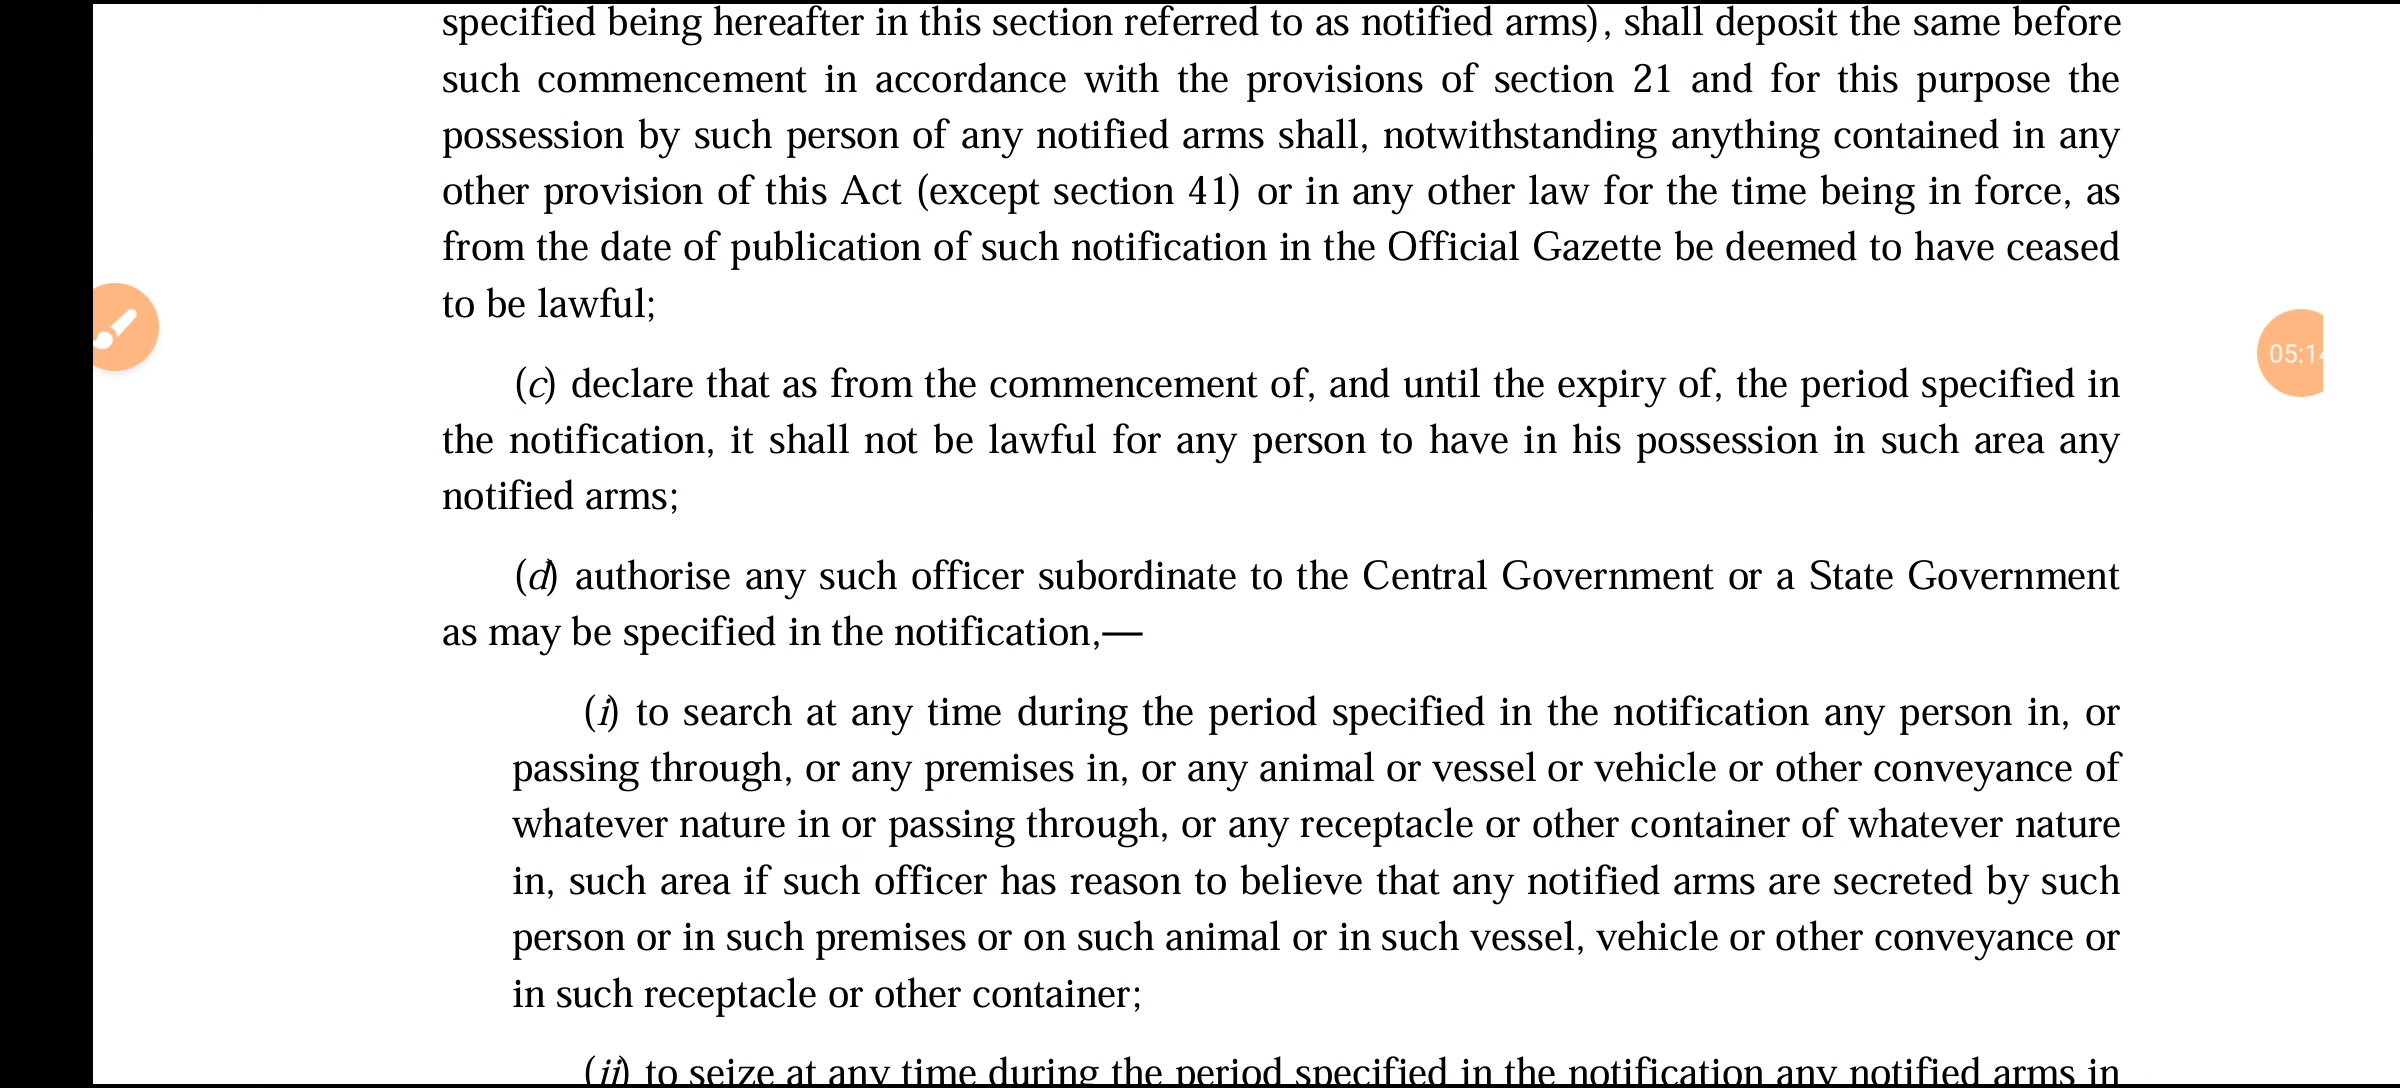 specified being hereafter in this section referred to as notified arms), shall deposit the same before
such commencement in accordance with the provisions of section 21 and for this purpose the
possession by such person of any notified arms shall, notwithstanding anything contained in any
other provision of this Act (except section 41) or in any other law for the time being in force, as
from the date of publication of such notification in the Official Gazette be deemed to have ceased
to be lawful;
(c) declare that as from the commencement of, and until the expiry of, the period specified in
the notification, it shall not be lawful for any person to have in his possession in such area any
notified arms;
(d) authorise any such officer subordinate to the Central Government or a State Government
as may be specified in the notification,—
(i) to search at any time during the period specified in the notification any person in, or
passing through, or any premises in, or any animal or vessel or vehicle or other conveyance of
whatever nature in or passing through, or any receptacle or other container of whatever nature
in, such area if such officer has reason to believe that any notified arms are secreted by such
person or in such premises or on such animal or in such vessel, vehicle or other conveyance or
in such receptacle or other container;
(ii) to seize at any time during the period specified in the notification any notified arms in